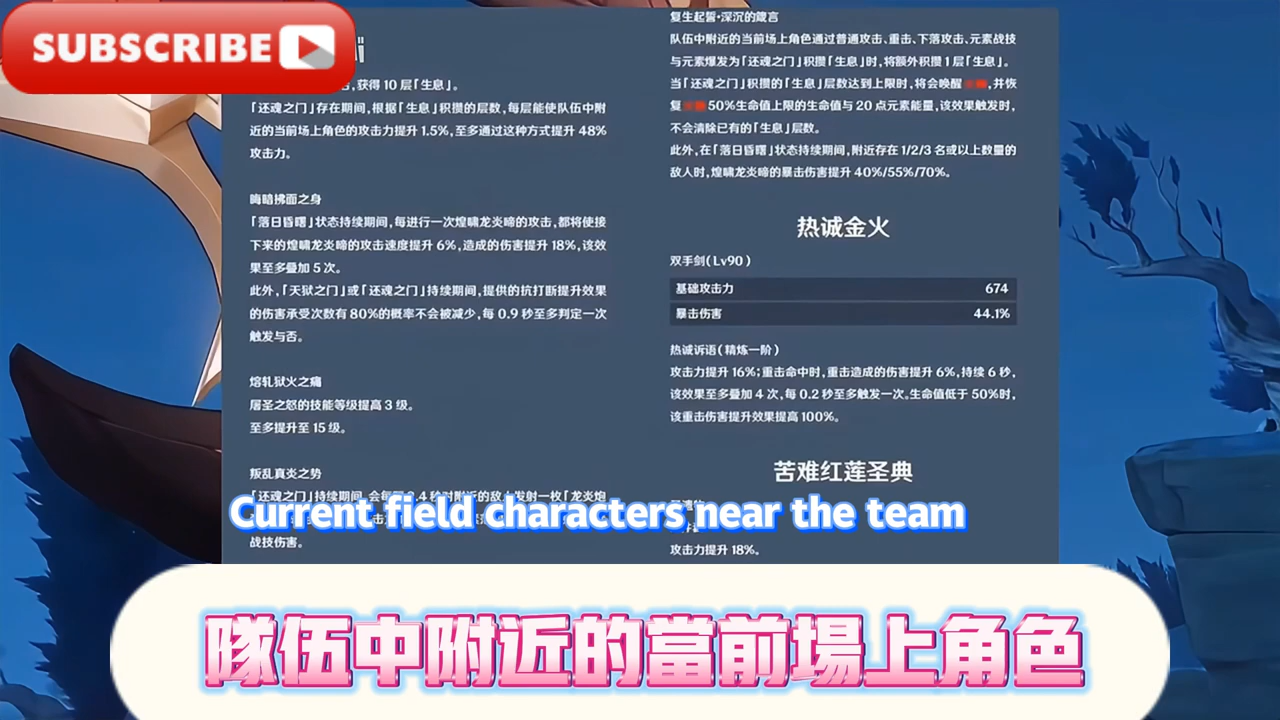 SUBSCRIBE
获得 10 层「生息」。
「还魂之门」存在期间,根据「生息」积攒的层数,每层能使队伍中附
近的当前场上角色的攻击力提升 1.5%,至多通过这种方式提升 48%
攻击力。
晦暗拂面之身
「落日昏曙」状态持续期间,每进行一次煌啸龙炎啼的攻击,都将使接
下来的煌啸龙炎啼的攻击速度提升 6%,造成的伤害提升 18%,该效
果至多叠加 5 次。
此外,「天狱之门」或「还魂之门」持续期间,提供的抗打断提升效果
的伤害承受次数有 80%的概率不会被减少,每 0.9 秒至多判定一次
触发与否。
熔轧狱火之痛
屠圣之怒的技能等级提高 3 级。
至多提升至 15 级。
叛乱真炎之势
「还魂之门」持续期间
战技伤害。
复生起誓·深沉的箴言
队伍中附近的当前场上角色通过普通攻击、重击、下落攻击、元素战技
与元素爆发为「还魂之门」积攒「生息」时,将额外积攒 1 层「生息」。
当「还魂之门」积攒的「生息」层数达到上限时,将会唤醒 ,并恢
复 50%生命值上限的生命值与 20 点元素能量,该效果触发时,
不会清除已有的「生息」层数。
此外,在「落日昏曙」状态持续期间,附近存在 1/2/3 名或以上数量的
敌人时,煌啸龙炎啼的暴击伤害提升 40%/55%/70%。
热诚金火
双手剑(Lv90)
基础攻击力 674
暴击伤害 44.1%
热诚诉语(精炼一阶)
攻击力提升 16%;重击命中时,重击造成的伤害提升 6%,持续 6 秒,
该效果至多叠加 4 次,每 0.2 秒至多触发一次。生命值低于 50%时,
该重击伤害提升效果提高 100%。
苦难红莲圣典
攻击力提升 18%。
Current field characters near the team
隊伍中附近的當前場上角色